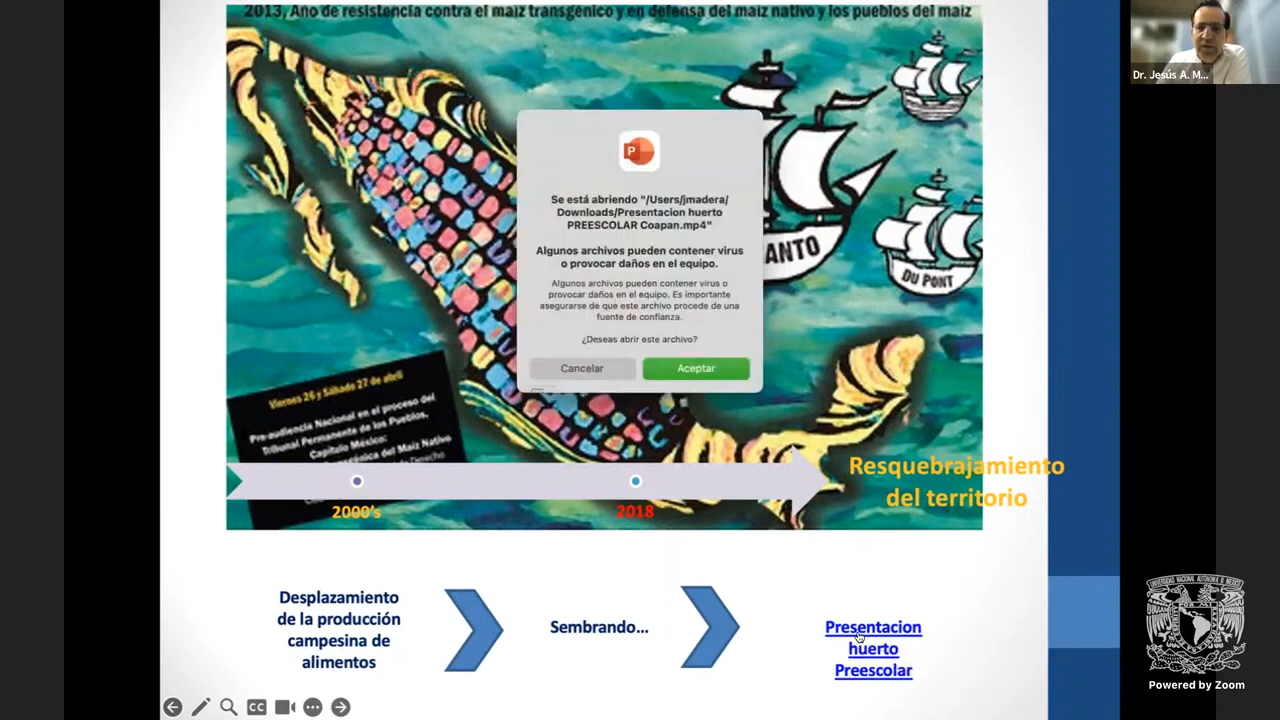 2013, Año de resistencia contra el maíz transgénico y en defensa del maíz nativo y los pueblos del maíz
Dr. Jesús A. M...
P
Se está abriendo "/Users/jmadera/
Downloads/Presentacion huerto
PREESCOLAR Coapan.mp4"
Algunos archivos pueden contener virus
o provocar daños en el equipo.
Algunos archivos pueden contener virus o
provocar daños en el equipo. Es importante
asegurarse de que este archivo procede de una
fuente de confianza.
¿Deseas abrir este archivo?
Cancelar
Aceptar
ANTO
DU PONT
Viernes 26 y Sábado 27 de abril
Pre-audiencia Nacional en el proceso del
Tribunal Permanente de los Pueblos,
Capítulo México:
del Maíz Nativo
Derecho
Resquebrajamiento
del territorio
2000's
2018
Desplazamiento
de la producción
campesina de
alimentos
Sembrando...
Presentacion
huerto
Preescolar
CC
Powered by Zoom